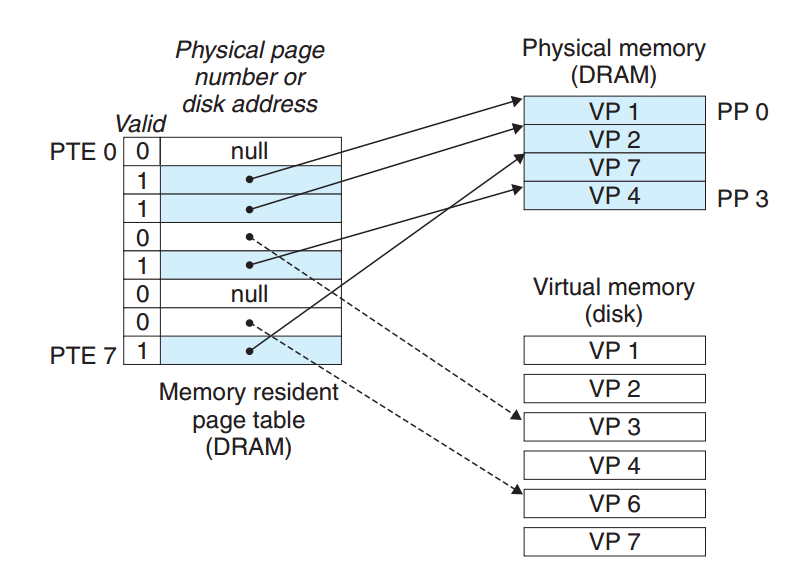 Physical page
number or
disk address
Valid
PTE 0 0 null
1
1
0
1
0 null
0
PTE 7 1
Memory resident
page table
(DRAM)
Physical memory
(DRAM)
VP 1 PP 0
VP 2
VP 7
VP 4 PP 3
Virtual memory
(disk)
VP 1
VP 2
VP 3
VP 4
VP 6
VP 7